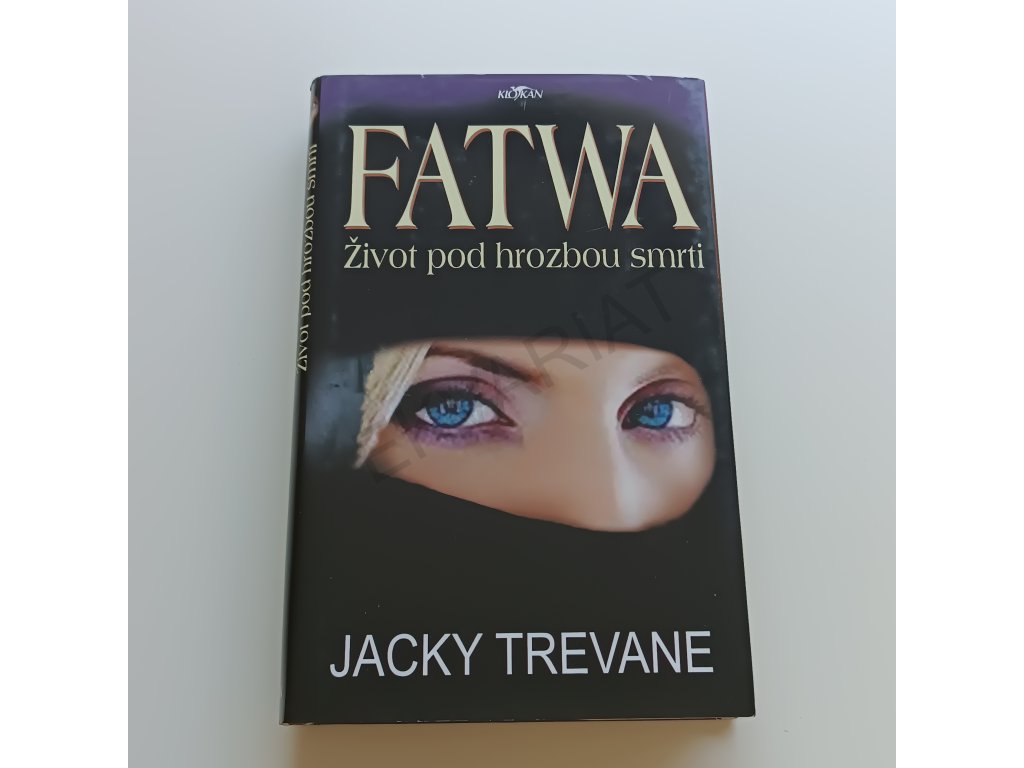 KLOKAN
FATWA
Život pod hrozbou smrti
JACKY TREVANE
Život pod hrozbou smrti